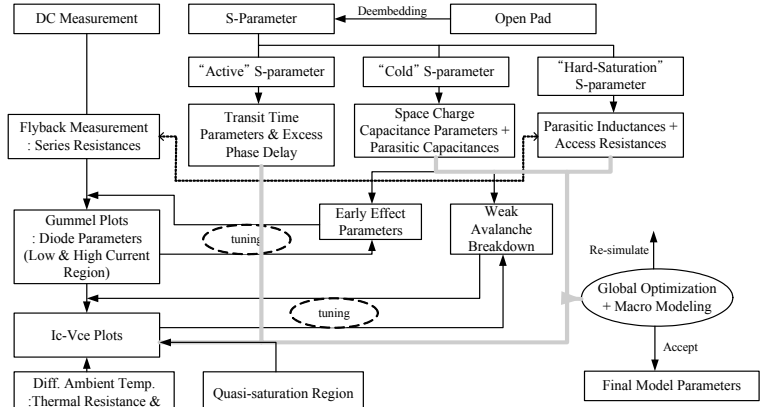 DC Measurement
S-Parameter
Deembedding
Open Pad
“Active” S-parameter
“Cold” S-parameter
“Hard-Saturation”
S-parameter
Flyback Measurement
: Series Resistances
Transit Time
Parameters & Excess
Phase Delay
Space Charge
Capacitance Parameters +
Parasitic Capacitances
Parasitic Inductances +
Access Resistances
Gummel Plots
: Diode Parameters
(Low & High Current
Region)
tuning
Early Effect
Parameters
Weak
Avalanche
Breakdown
Re-simulate
Global Optimization
+ Macro Modeling
tuning
Ic-Vce Plots
Accept
Diff. Ambient Temp.
:Thermal Resistance &
Quasi-saturation Region
Final Model Parameters